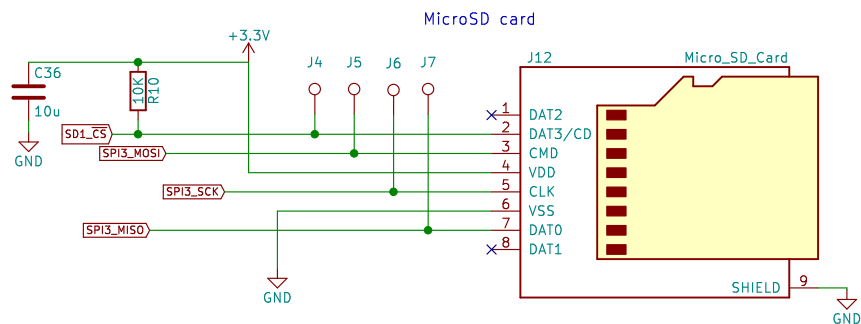 MicroSD card
+3.3V
J4
J5
J6
J7
J12
Micro_SD_Card
C36
10u
GND
10K
R10
SD1_CS
SPI3_MOSI
SPI3_SCK
SPI3_MISO
GND
1 DAT2
2 DAT3/CD
3 CMD
4 VDD
5 CLK
6 VSS
7 DAT0
8 DAT1
SHIELD 9
GND